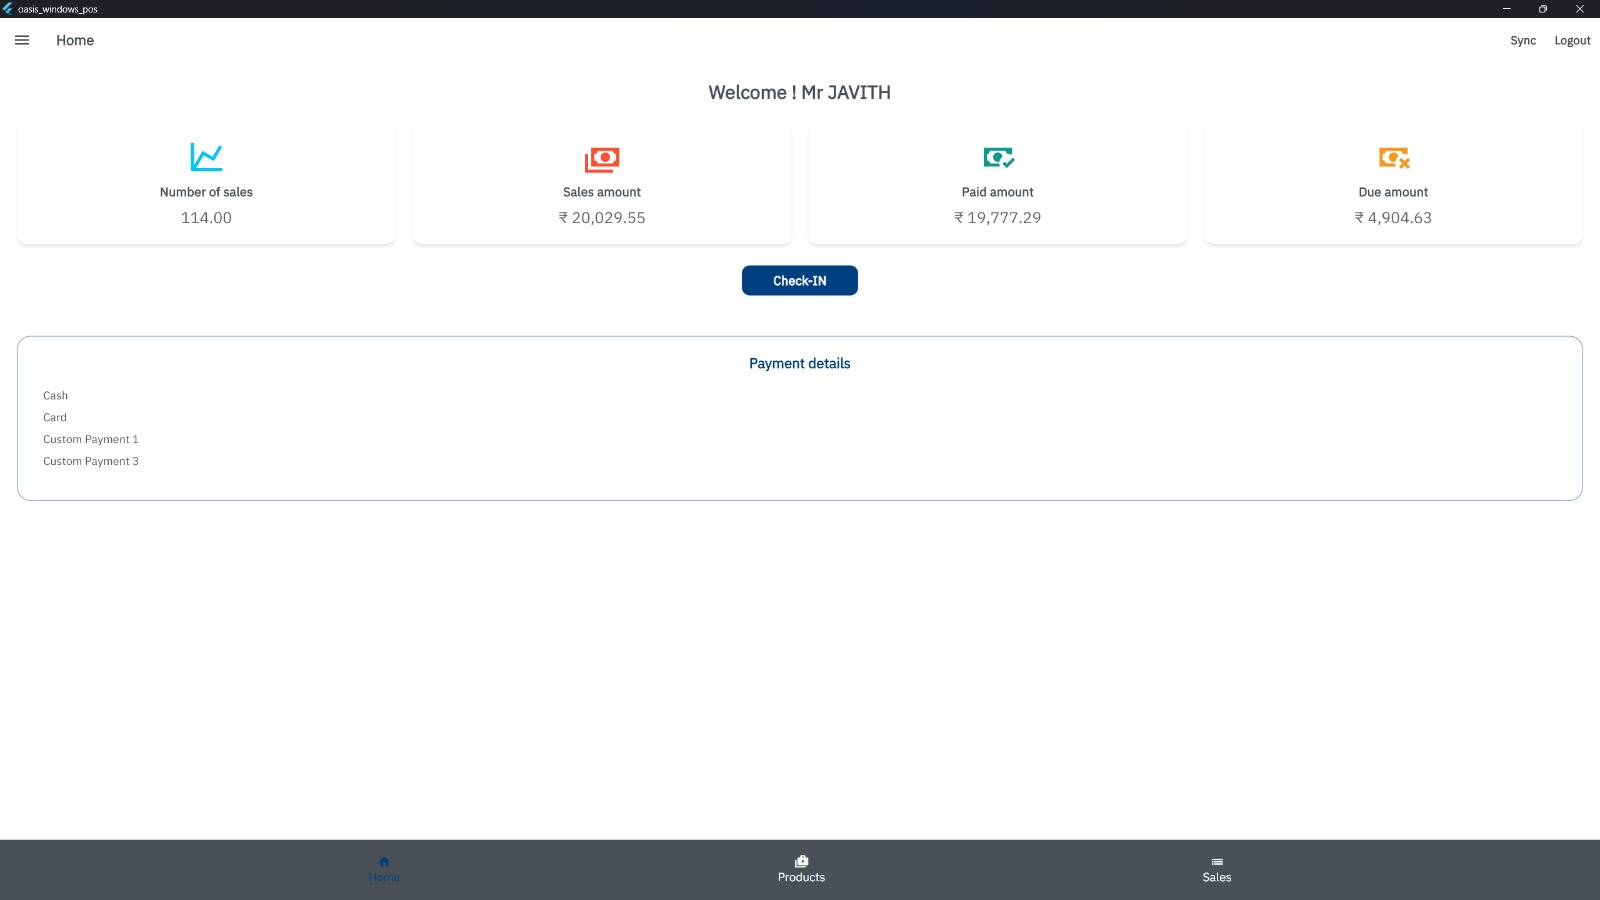 oasis_windows_pos
Home
Sync
Logout
Welcome ! Mr JAVITH
Number of sales
114.00
Sales amount
₹ 20,029.55
Paid amount
₹ 19,777.29
Due amount
₹ 4,904.63
Check-IN
Payment details
Cash
Card
Custom Payment 1
Custom Payment 3
Home
Products
Sales